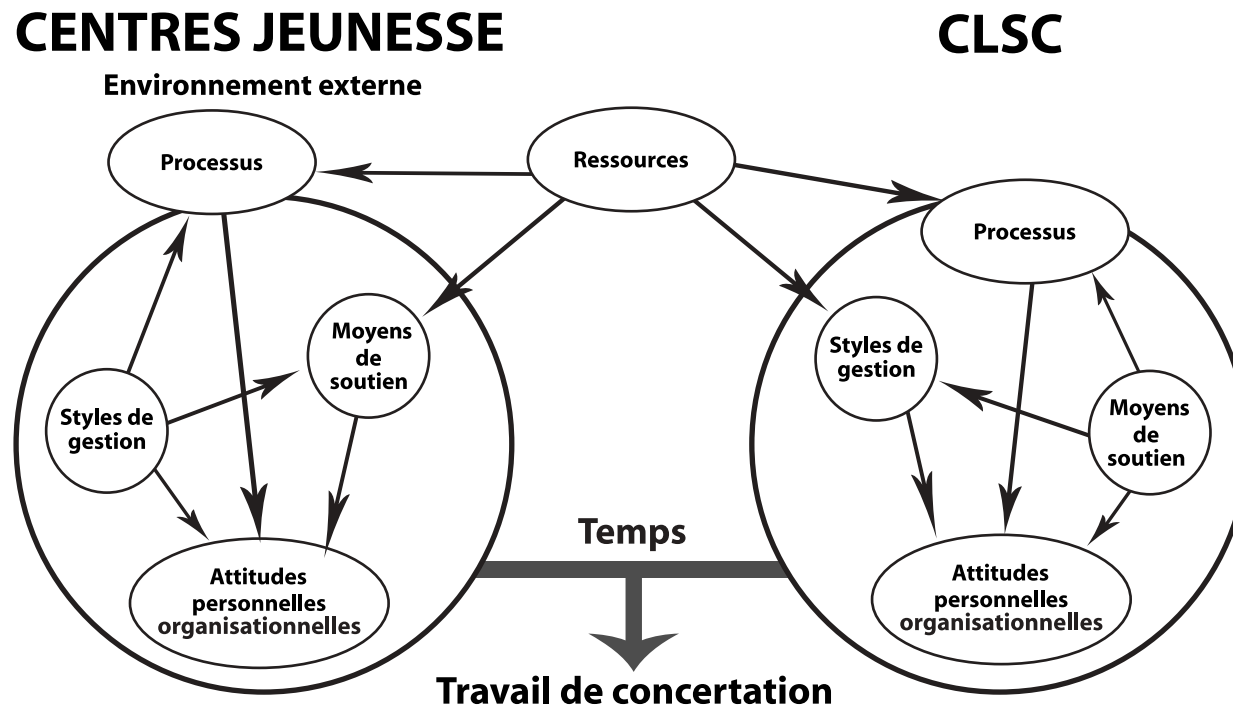 CENTRES JEUNESSE
CLSC
Environnement externe
Processus
Ressources
Processus
Moyens
de
soutien
Styles de
gestion
Styles de
gestion
Moyens
de
soutien
Temps
Attitudes
personnelles
organisationnelles
Attitudes
personnelles
organisationnelles
Travail de concertation